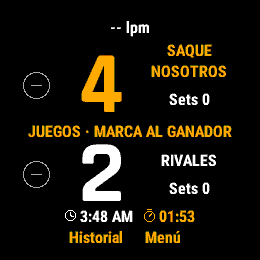 -- lpm
4
SAQUE
NOSOTROS
Sets 0
JUEGOS · MARCA AL GANADOR
2
RIVALES
Sets 0
3:48 AM 01:53
Historial Menú